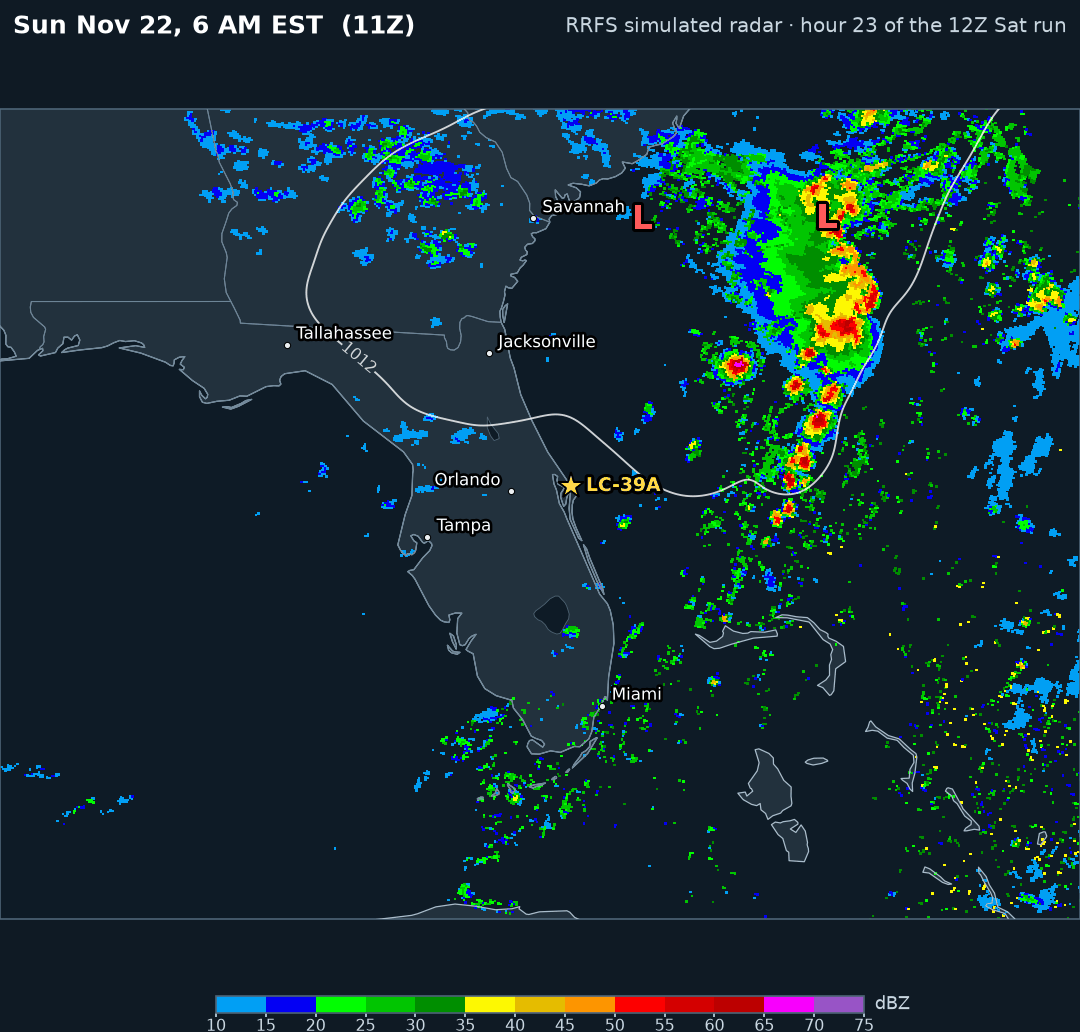 Sun Nov 22, 6 AM EST (11Z)
RRFS simulated radar · hour 23 of the 12Z Sat run
Savannah
L
L
Tallahassee
Jacksonville
1012
Orlando
LC-39A
Tampa
Miami
dBZ
10 15 20 25 30 35 40 45 50 55 60 65 70 75